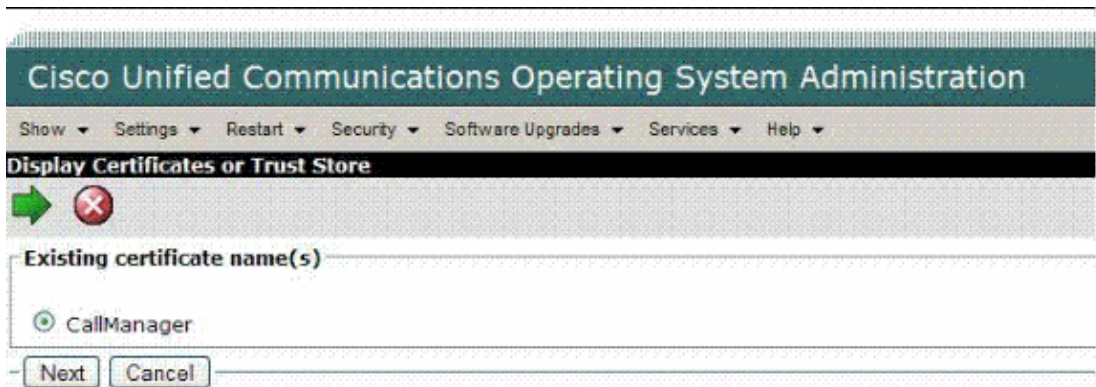 Cisco Unified Communications Operating System Administration
Show Settings Restart Security Software Upgrades Services Help
Display Certificates or Trust Store
Existing certificate name(s)
CallManager
Next Cancel